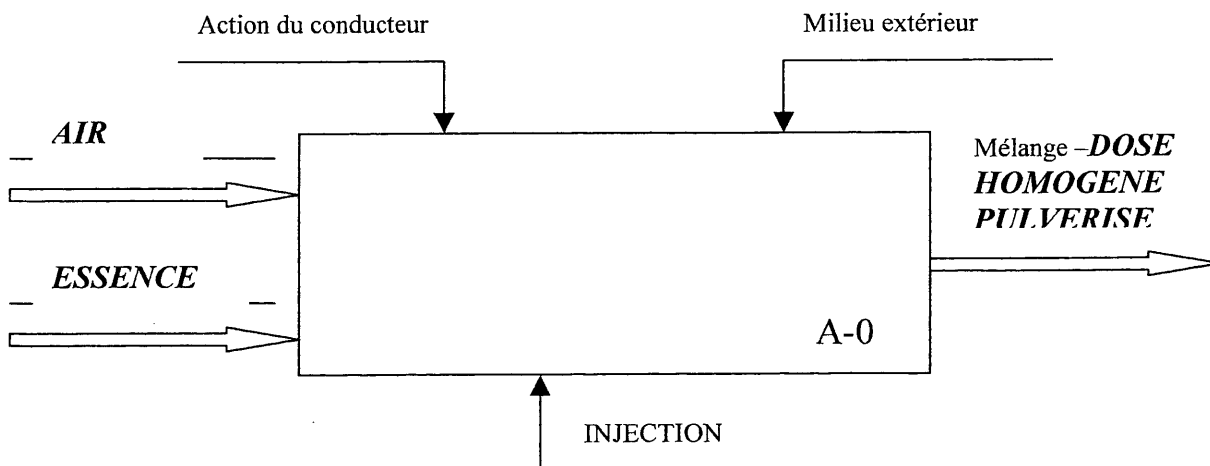 Action du conducteur
Milieu extérieur
AIR
Mélange –DOSE
HOMOGENE
PULVERISE
ESSENCE
A-0
INJECTION